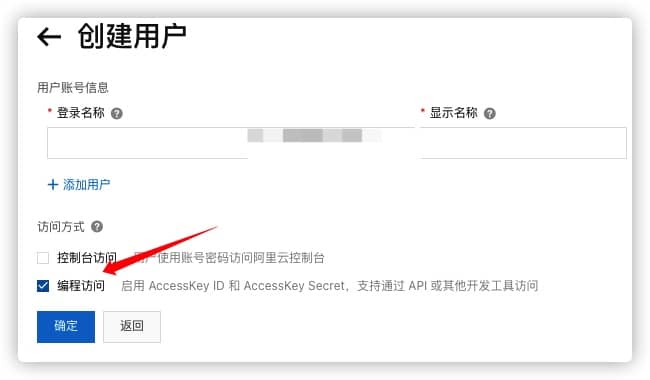 ← 创建用户
用户账号信息
* 登录名称 ? * 显示名称 ?
+ 添加用户
访问方式 ?
控制台访问 用户使用账号密码访问阿里云控制台
编程访问 启用 AccessKey ID 和 AccessKey Secret，支持通过 API 或其他开发工具访问
确定 返回